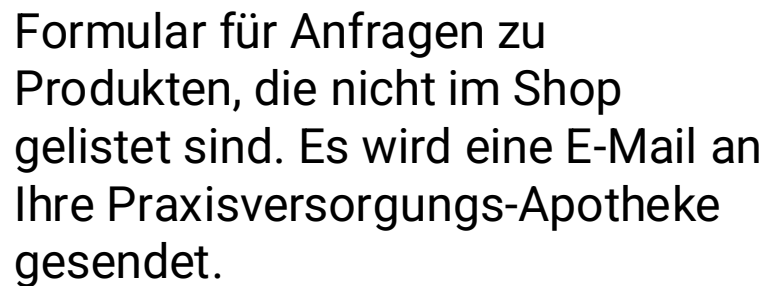 Formular für Anfragen zu
Produkten, die nicht im Shop
gelistet sind. Es wird eine E-Mail an
Ihre Praxisversorgungs-Apotheke
gesendet.